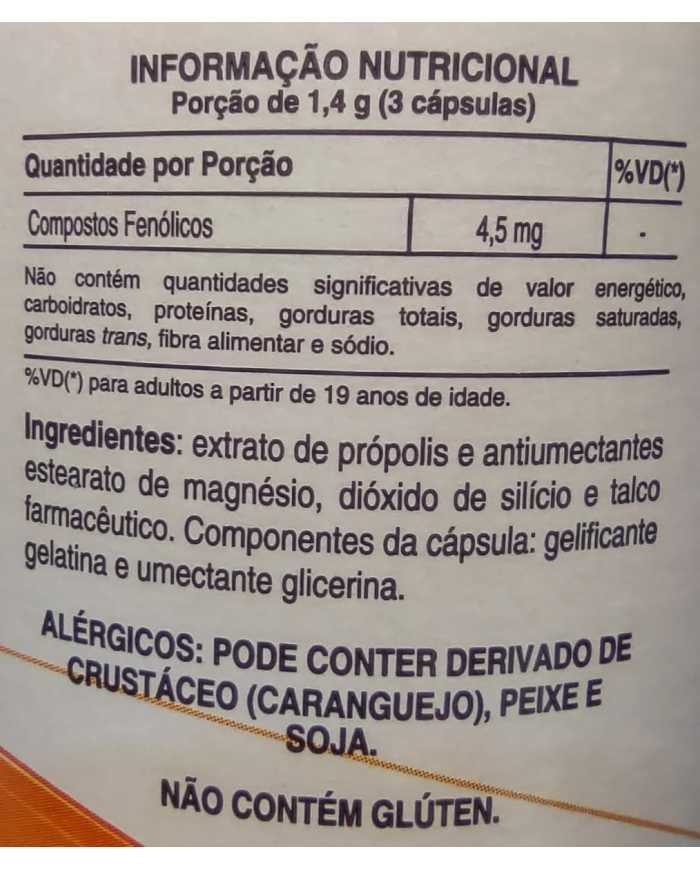 INFORMAÇÃO NUTRICIONAL
Porção de 1,4 g (3 cápsulas)
Quantidade por Porção %VD(*)
Compostos Fenólicos 4,5 mg -
Não contém quantidades significativas de valor energético,
carboidratos, proteínas, gorduras totais, gorduras saturadas,
gorduras trans, fibra alimentar e sódio.
%VD(*) para adultos a partir de 19 anos de idade.
Ingredientes: extrato de própolis e antiumectantes
estearato de magnésio, dióxido de silício e talco
farmacêutico. Componentes da cápsula: gelificante
gelatina e umectante glicerina.
ALÉRGICOS: PODE CONTER DERIVADO DE
CRUSTÁCEO (CARANGUEJO), PEIXE E
SOJA.
NÃO CONTÉM GLÚTEN.